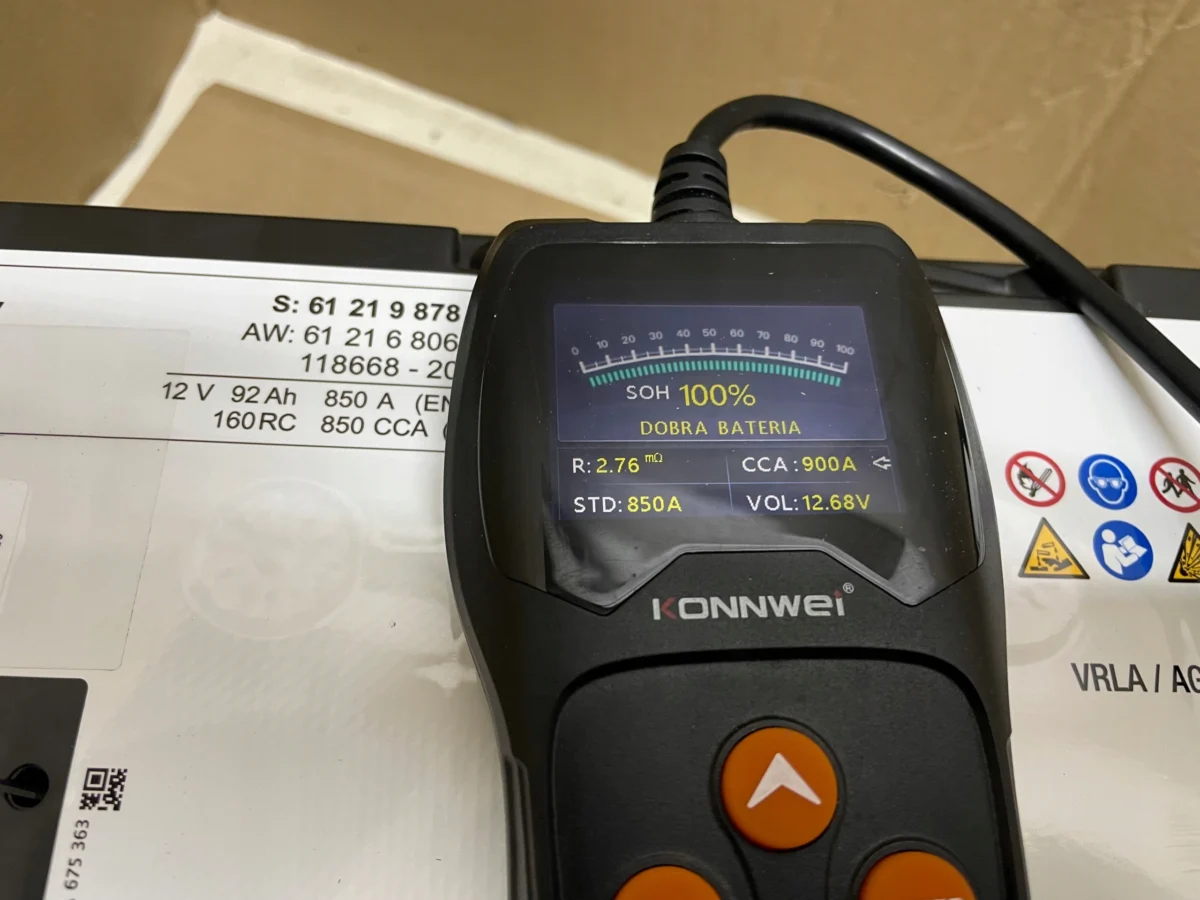 S: 61 21 9 878
AW: 61 21 6 806
118668 - 20
12 V 92 Ah 850 A (EN
160 RC 850 CCA (
0 10 20 30 40 50 60 70 80 90 100
SOH 100%
DOBRA BATERIA
R: 2.76 mΩ CCA: 900A
STD: 850A VOL: 12.68V
KONNWEI®
VRLA / AG
675 363